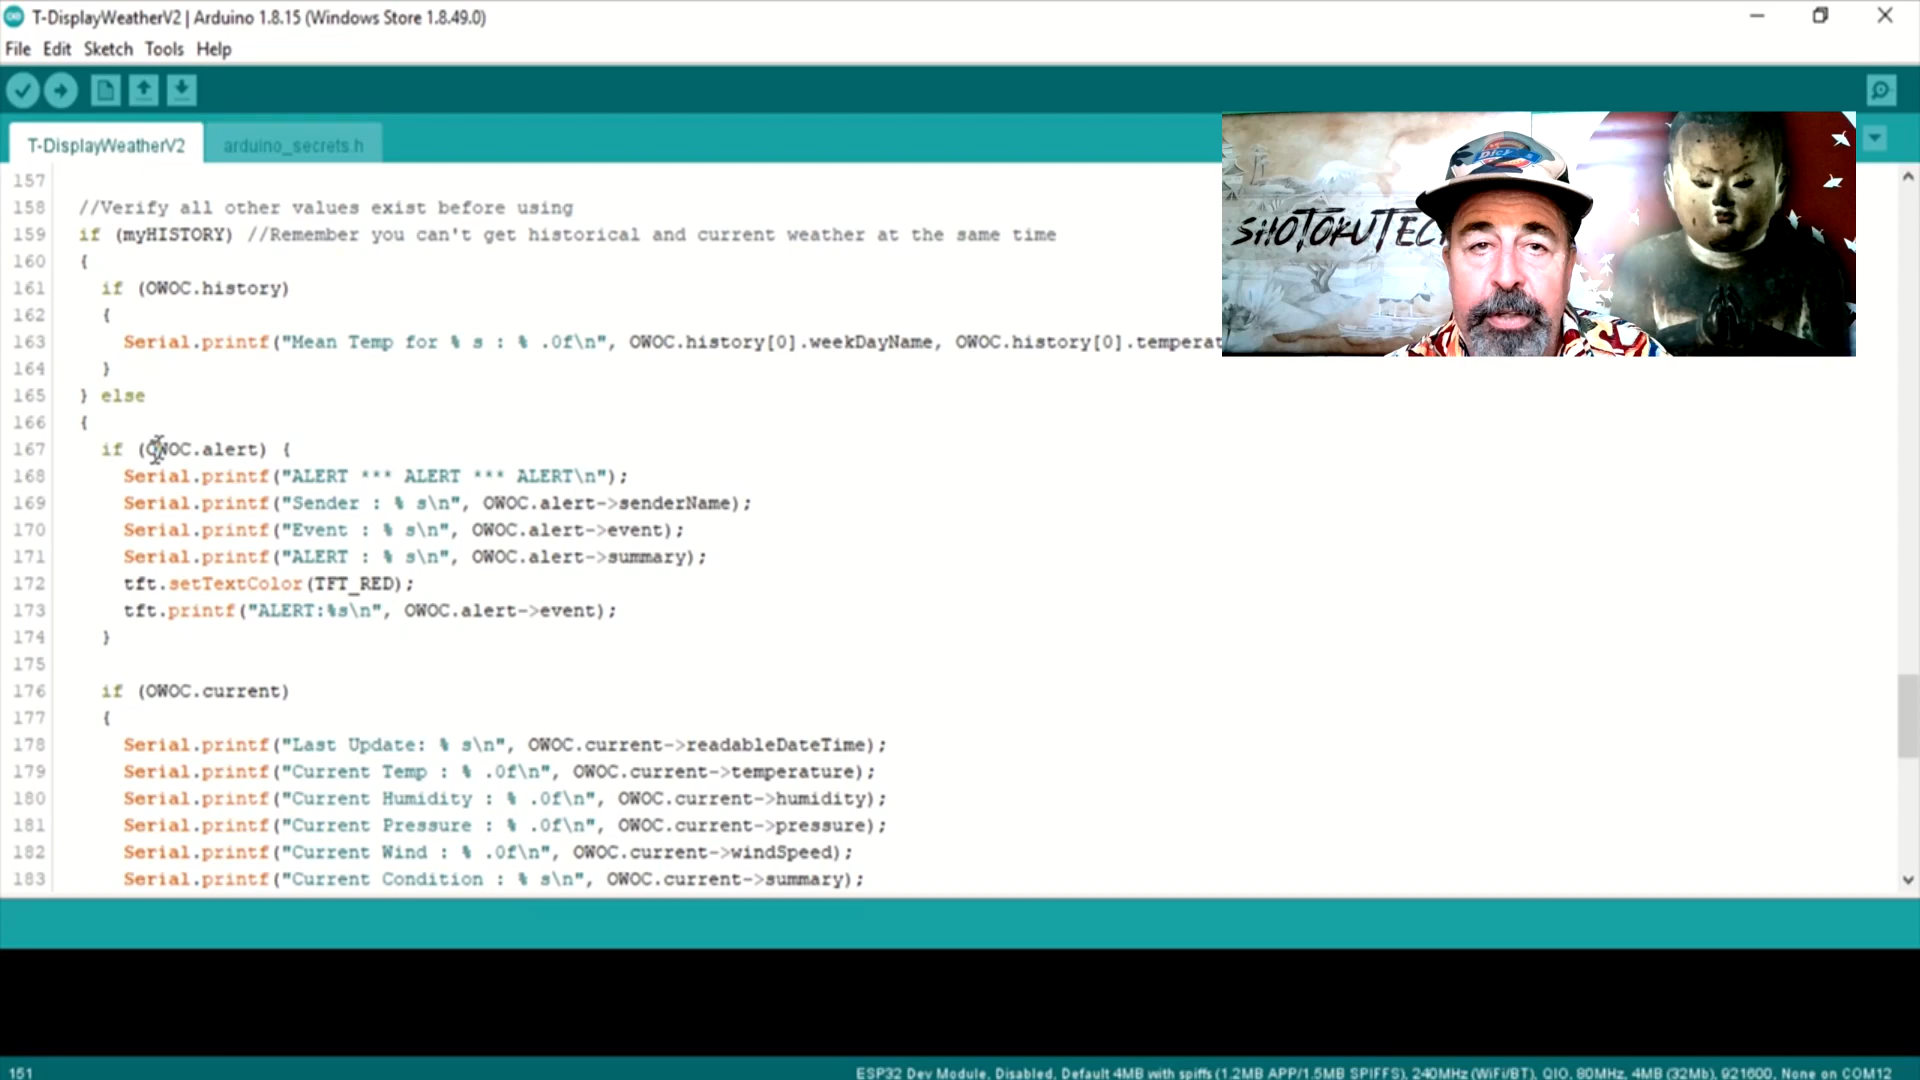 T-DisplayWeatherV2 | Arduino 1.8.15 (Windows Store 1.8.49.0)
File Edit Sketch Tools Help
T-DisplayWeatherV2 arduino_secrets.h
157
158 //Verify all other values exist before using
159 if (myHISTORY) //Remember you can't get historical and current weather at the same time
160 {
161 if (OWOC.history)
162 {
163 Serial.printf("Mean Temp for % s : % .0f\n", OWOC.history[0].weekDayName, OWOC.history[0].temperat
164 }
165 } else
166 {
167 if (OWOC.alert) {
168 Serial.printf("ALERT *** ALERT *** ALERT\n");
169 Serial.printf("Sender : % s\n", OWOC.alert->senderName);
170 Serial.printf("Event : % s\n", OWOC.alert->event);
171 Serial.printf("ALERT : % s\n", OWOC.alert->summary);
172 tft.setTextColor(TFT_RED);
173 tft.printf("ALERT:%s\n", OWOC.alert->event);
174 }
175
176 if (OWOC.current)
177 {
178 Serial.printf("Last Update: % s\n", OWOC.current->readableDateTime);
179 Serial.printf("Current Temp : % .0f\n", OWOC.current->temperature);
180 Serial.printf("Current Humidity : % .0f\n", OWOC.current->humidity);
181 Serial.printf("Current Pressure : % .0f\n", OWOC.current->pressure);
182 Serial.printf("Current Wind : % .0f\n", OWOC.current->windSpeed);
183 Serial.printf("Current Condition : % s\n", OWOC.current->summary);
SHOTOKUTEC
151 ESP32 Dev Module, Disabled, Default 4MB with spiffs (1.2MB APP/1.5MB SPIFFS), 240MHz (WiFi/BT), QIO, 80MHz, 4MB (32Mb), 921600, None on COM12